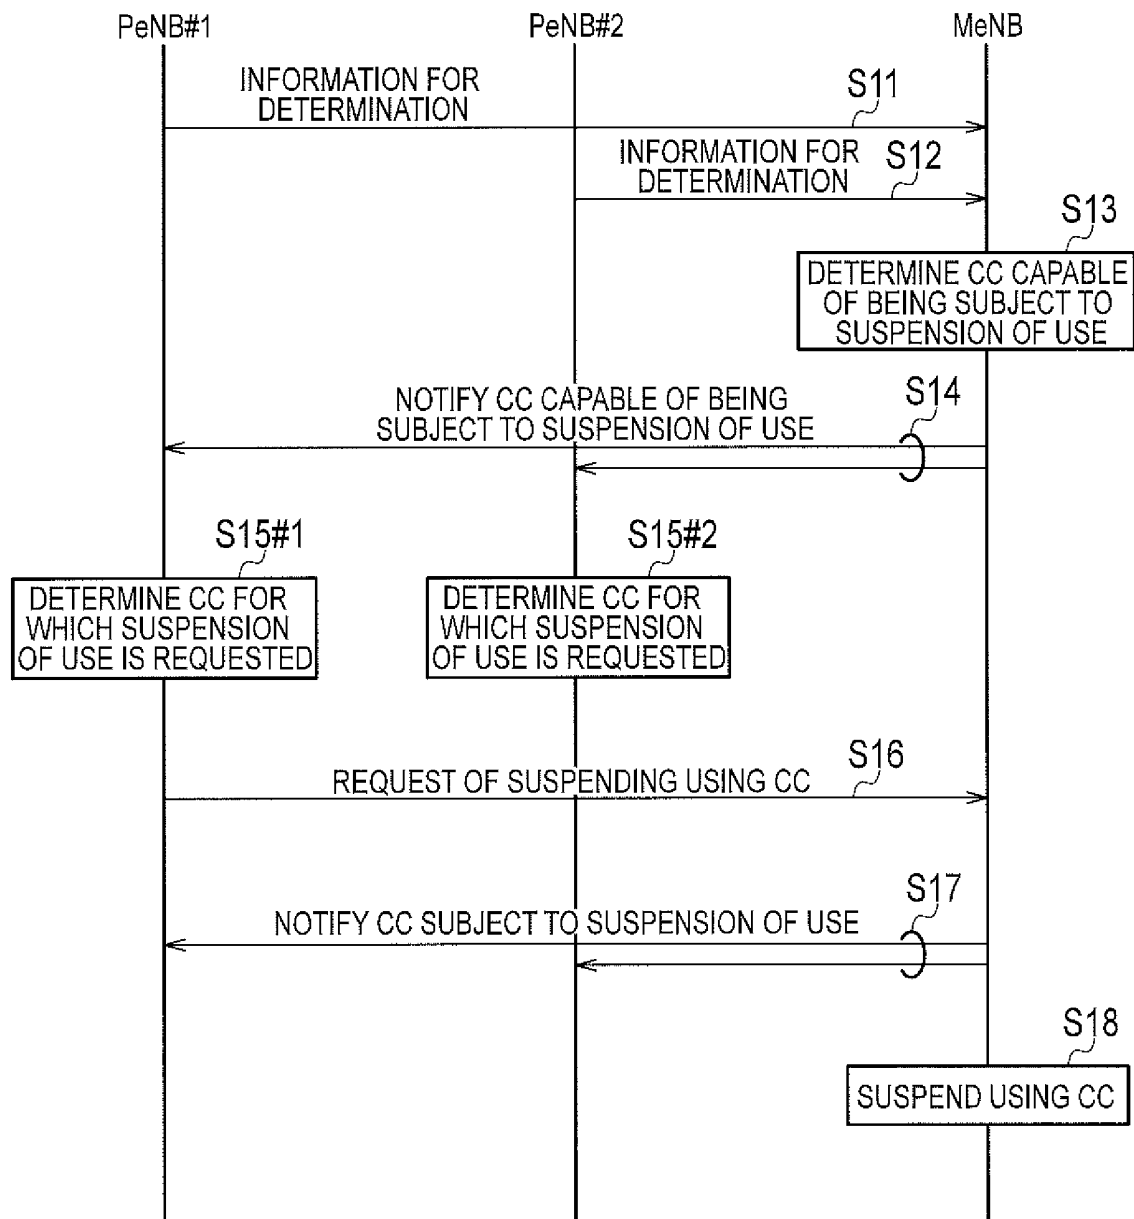 PeNB#1
PeNB#2
MeNB
INFORMATION FOR
DETERMINATION
S11
INFORMATION FOR
DETERMINATION
S12
S13
DETERMINE CC CAPABLE
OF BEING SUBJECT TO
SUSPENSION OF USE
NOTIFY CC CAPABLE OF BEING
SUBJECT TO SUSPENSION OF USE
S14
S15#1
DETERMINE CC FOR
WHICH SUSPENSION
OF USE IS REQUESTED
S15#2
DETERMINE CC FOR
WHICH SUSPENSION
OF USE IS REQUESTED
REQUEST OF SUSPENDING USING CC
S16
NOTIFY CC SUBJECT TO SUSPENSION OF USE
S17
S18
SUSPEND USING CC